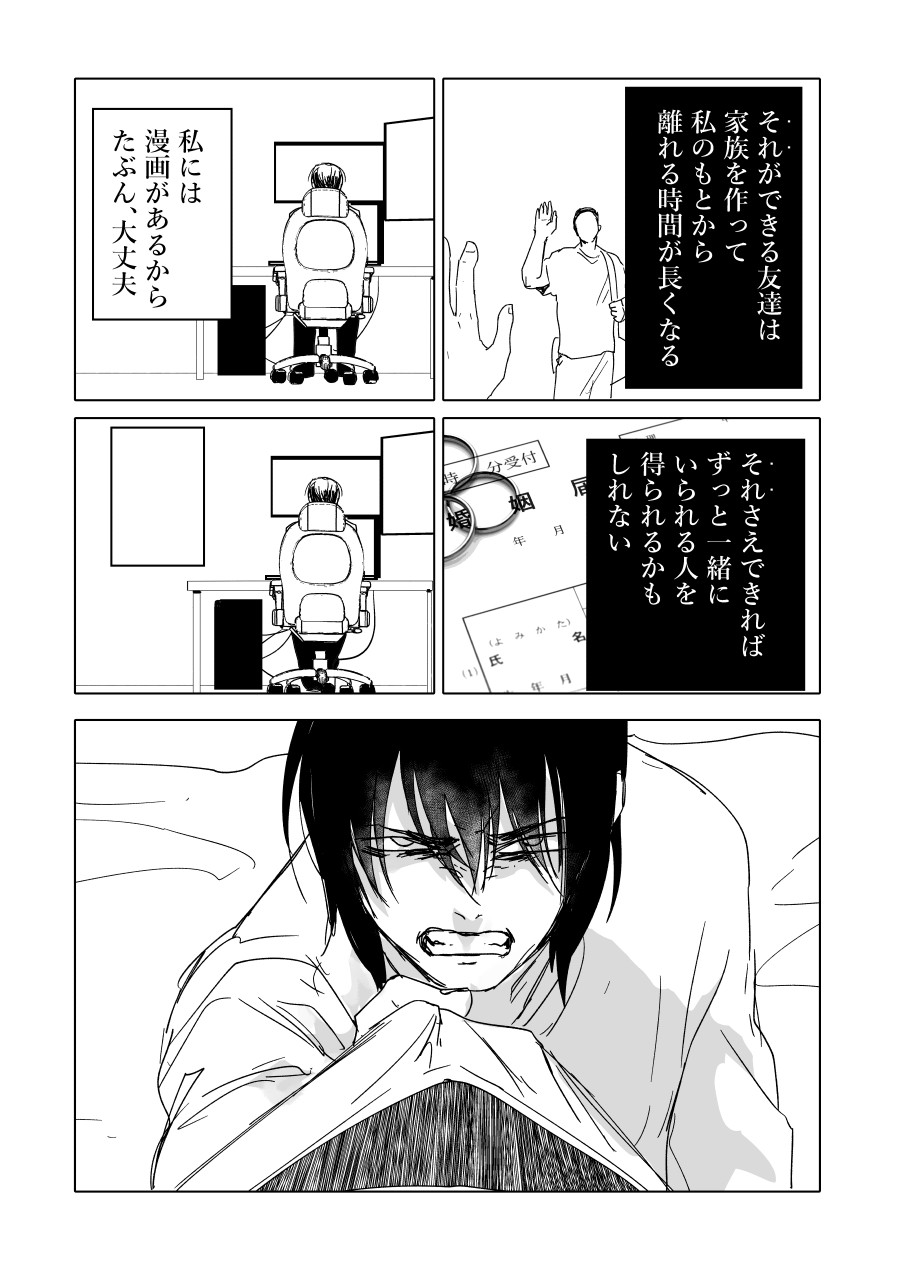 それができる友達は
家族を作って
私のもとから
離れる時間が長くなる
私には
漫画があるから
たぶん、大丈夫
それさえできれば
ずっと一緒に
いられる人を
得られるかも
しれない
時
分受付
婚姻届
年 月
(よみかた)
氏 名
(1)
年 月